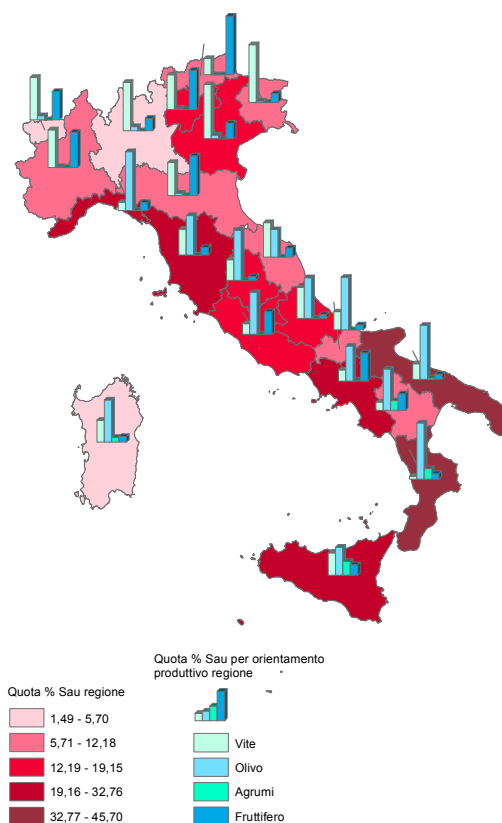 Quota % Sau per orientamento
produttivo regione
Quota % Sau regione
1,49 - 5,70
5,71 - 12,18
12,19 - 19,15
19,16 - 32,76
32,77 - 45,70
Vite
Olivo
Agrumi
Fruttifero